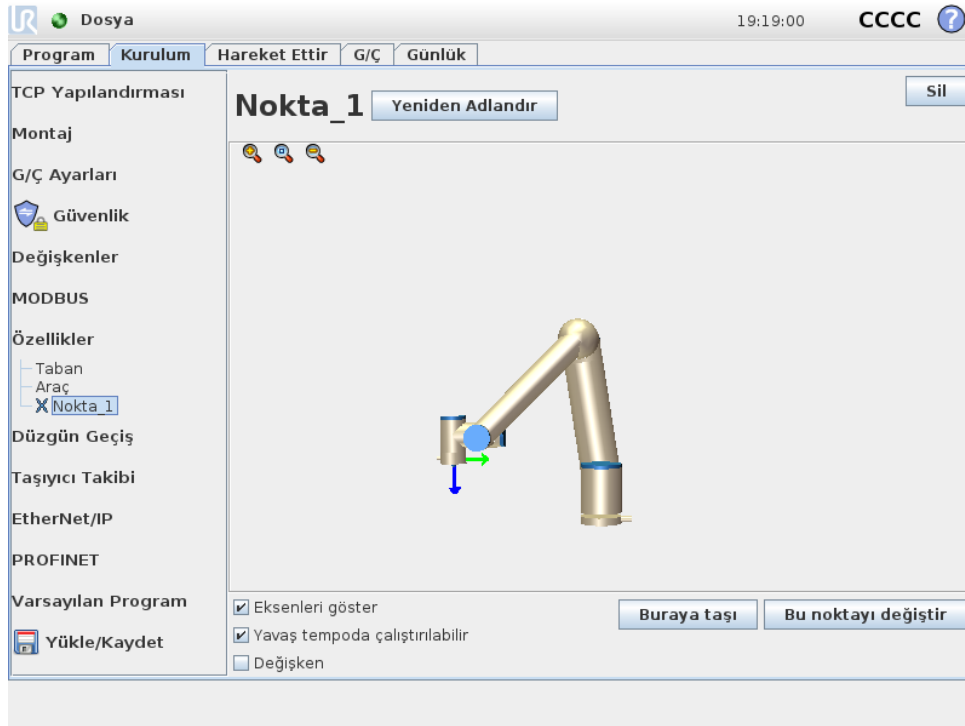 UR Dosya 19:19:00 CCCC ?
Program Kurulum Hareket Ettir G/Ç Günlük
TCP Yapılandırması
Montaj
G/Ç Ayarları
Güvenlik
Değişkenler
MODBUS
Özellikler
Taban
Araç
Nokta_1
Düzgün Geçiş
Taşıyıcı Takibi
EtherNet/IP
PROFINET
Varsayılan Program
Yükle/Kaydet
Nokta_1 Yeniden Adlandır Sil
Eksenleri göster
Yavaş tempoda çalıştırılabilir
Değişken
Buraya taşı Bu noktayı değiştir